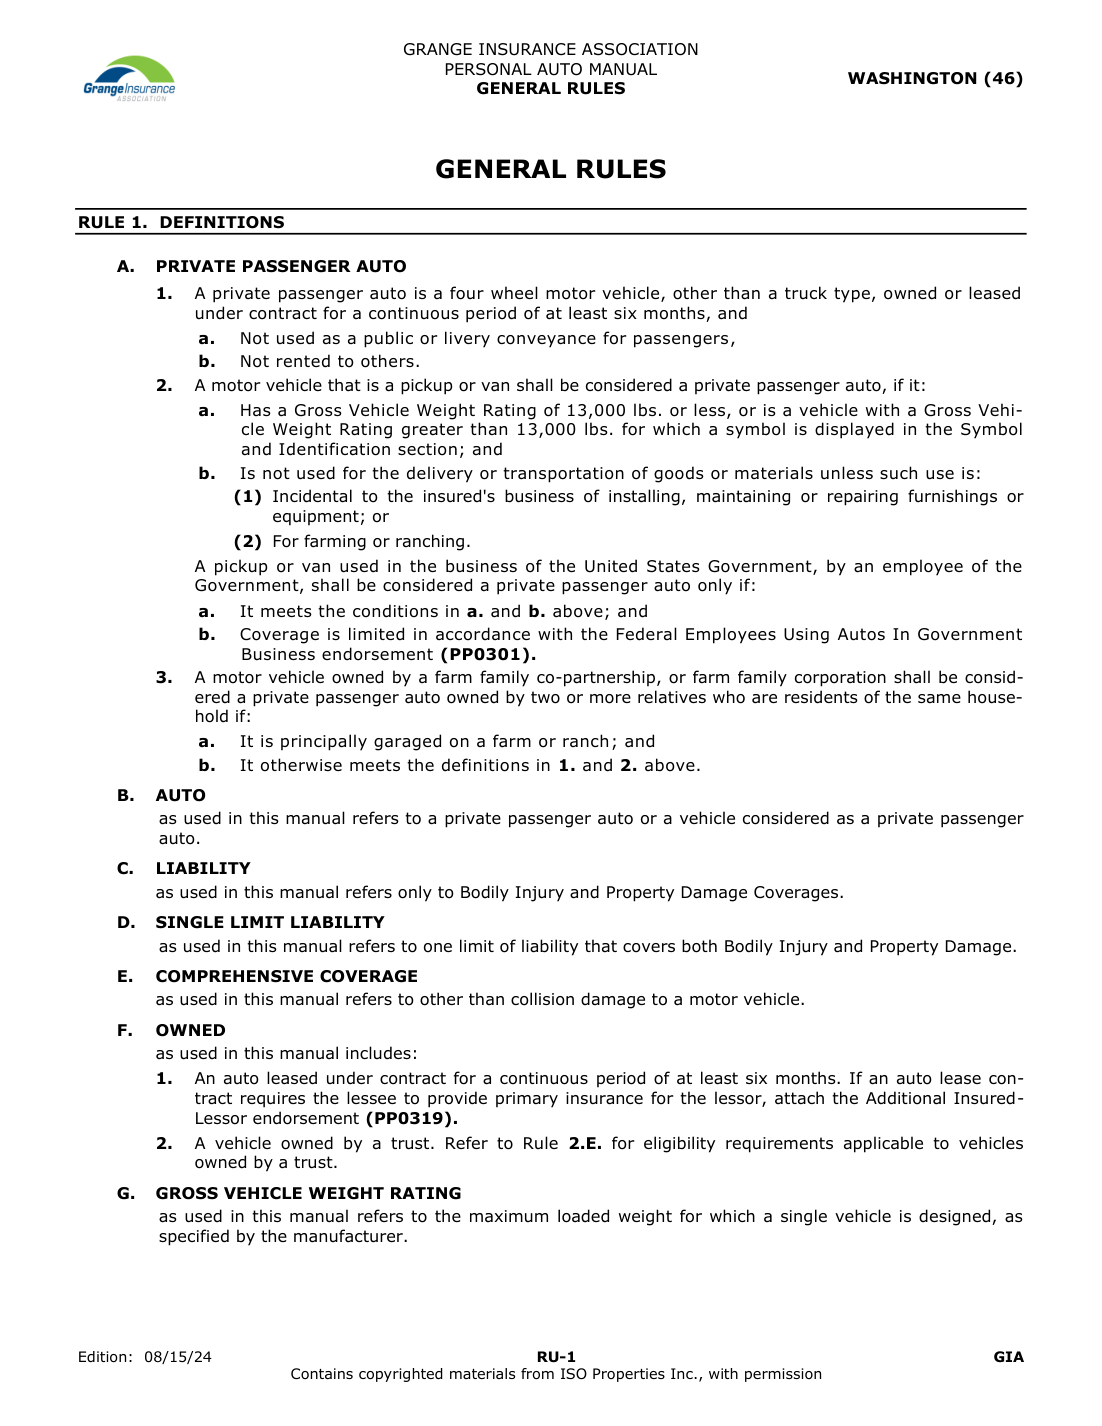 GRANGE INSURANCE ASSOCIATION
PERSONAL AUTO MANUAL
GENERAL RULES
WASHINGTON (46)
GrangeInsurance
ASSOCIATION
GENERAL RULES
RULE 1. DEFINITIONS
A. PRIVATE PASSENGER AUTO
1. A private passenger auto is a four wheel motor vehicle, other than a truck type, owned or leased
under contract for a continuous period of at least six months, and
a. Not used as a public or livery conveyance for passengers,
b. Not rented to others.
2. A motor vehicle that is a pickup or van shall be considered a private passenger auto, if it:
a. Has a Gross Vehicle Weight Rating of 13,000 lbs. or less, or is a vehicle with a Gross Vehi-
cle Weight Rating greater than 13,000 lbs. for which a symbol is displayed in the Symbol
and Identification section; and
b. Is not used for the delivery or transportation of goods or materials unless such use is:
(1) Incidental to the insured's business of installing, maintaining or repairing furnishings or
equipment; or
(2) For farming or ranching.
A pickup or van used in the business of the United States Government, by an employee of the
Government, shall be considered a private passenger auto only if:
a. It meets the conditions in a. and b. above; and
b. Coverage is limited in accordance with the Federal Employees Using Autos In Government
Business endorsement (PP0301).
3. A motor vehicle owned by a farm family co-partnership, or farm family corporation shall be consid-
ered a private passenger auto owned by two or more relatives who are residents of the same house-
hold if:
a. It is principally garaged on a farm or ranch; and
b. It otherwise meets the definitions in 1. and 2. above.
B. AUTO
as used in this manual refers to a private passenger auto or a vehicle considered as a private passenger
auto.
C. LIABILITY
as used in this manual refers only to Bodily Injury and Property Damage Coverages.
D. SINGLE LIMIT LIABILITY
as used in this manual refers to one limit of liability that covers both Bodily Injury and Property Damage.
E. COMPREHENSIVE COVERAGE
as used in this manual refers to other than collision damage to a motor vehicle.
F. OWNED
as used in this manual includes:
1. An auto leased under contract for a continuous period of at least six months. If an auto lease con-
tract requires the lessee to provide primary insurance for the lessor, attach the Additional Insured-
Lessor endorsement (PP0319).
2. A vehicle owned by a trust. Refer to Rule 2.E. for eligibility requirements applicable to vehicles
owned by a trust.
G. GROSS VEHICLE WEIGHT RATING
as used in this manual refers to the maximum loaded weight for which a single vehicle is designed, as
specified by the manufacturer.
Edition: 08/15/24 RU-1 GIA
Contains copyrighted materials from ISO Properties Inc., with permission